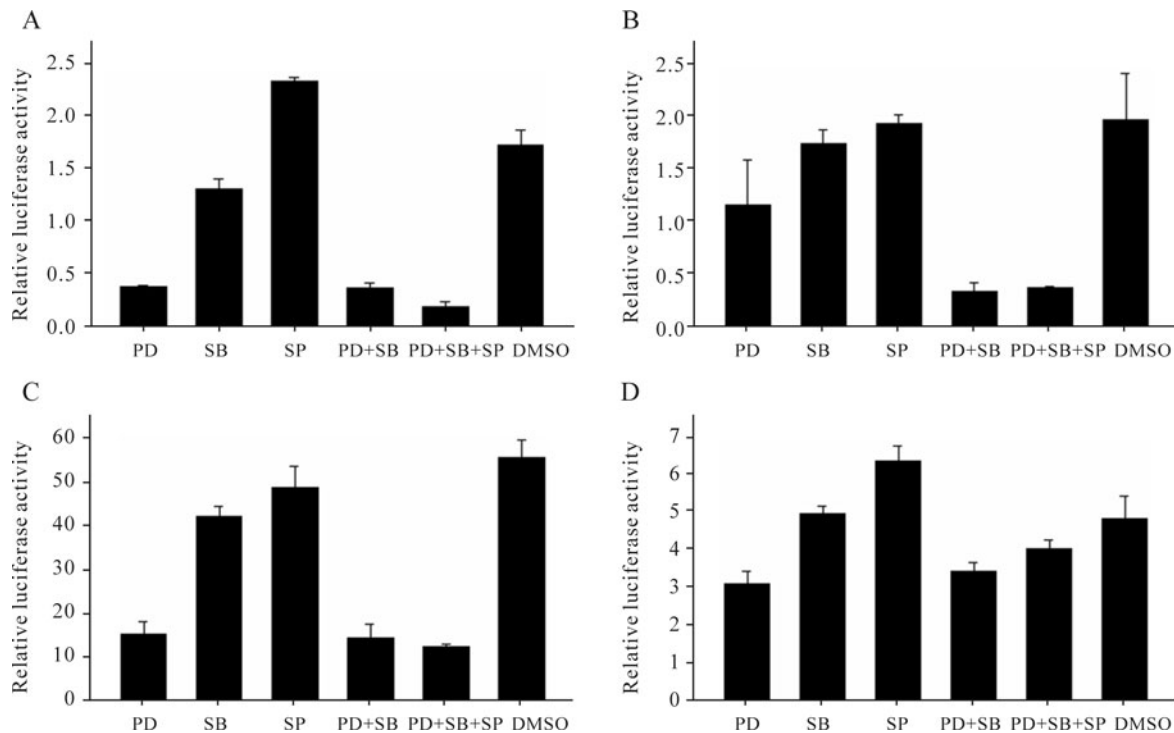 A
Relative luciferase activity
2.5
2.0
1.5
1.0
0.5
0.0
PD SB SP PD+SB PD+SB+SP DMSO
B
Relative luciferase activity
2.5
2.0
1.5
1.0
0.5
0.0
PD SB SP PD+SB PD+SB+SP DMSO
C
Relative luciferase activity
60
50
40
30
20
10
0
PD SB SP PD+SB PD+SB+SP DMSO
D
Relative luciferase activity
7
6
5
4
3
2
1
0
PD SB SP PD+SB PD+SB+SP DMSO